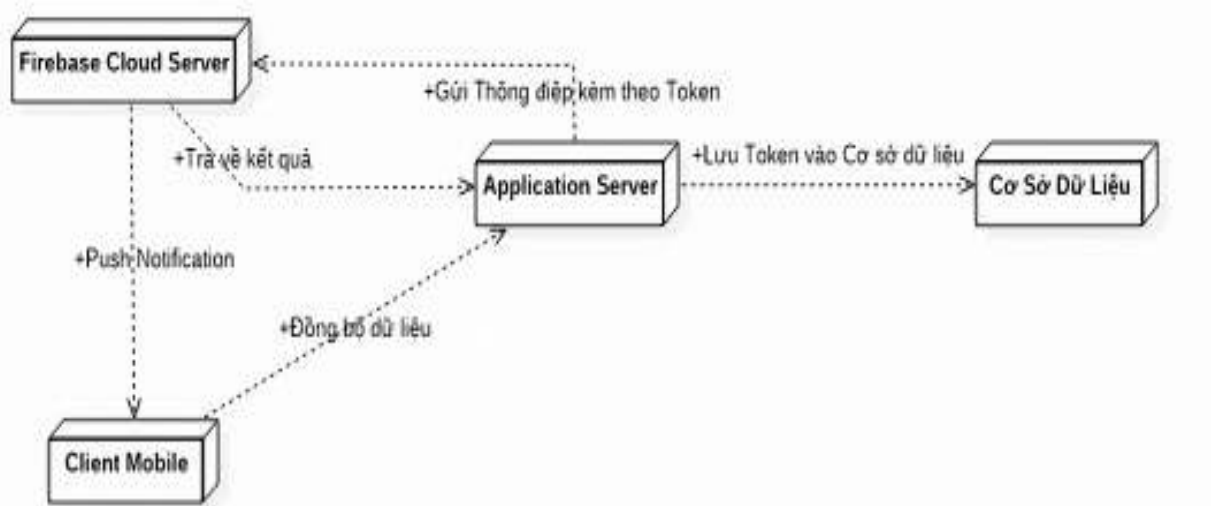 Firebase Cloud Server
+Gửi Thông điệp kèm theo Token
+Trả về kết quả
+Lưu Token vào Cơ sở dữ liệu
Application Server
Cơ Sở Dữ Liệu
+Push Notification
+Đồng bộ dữ liệu
Client Mobile